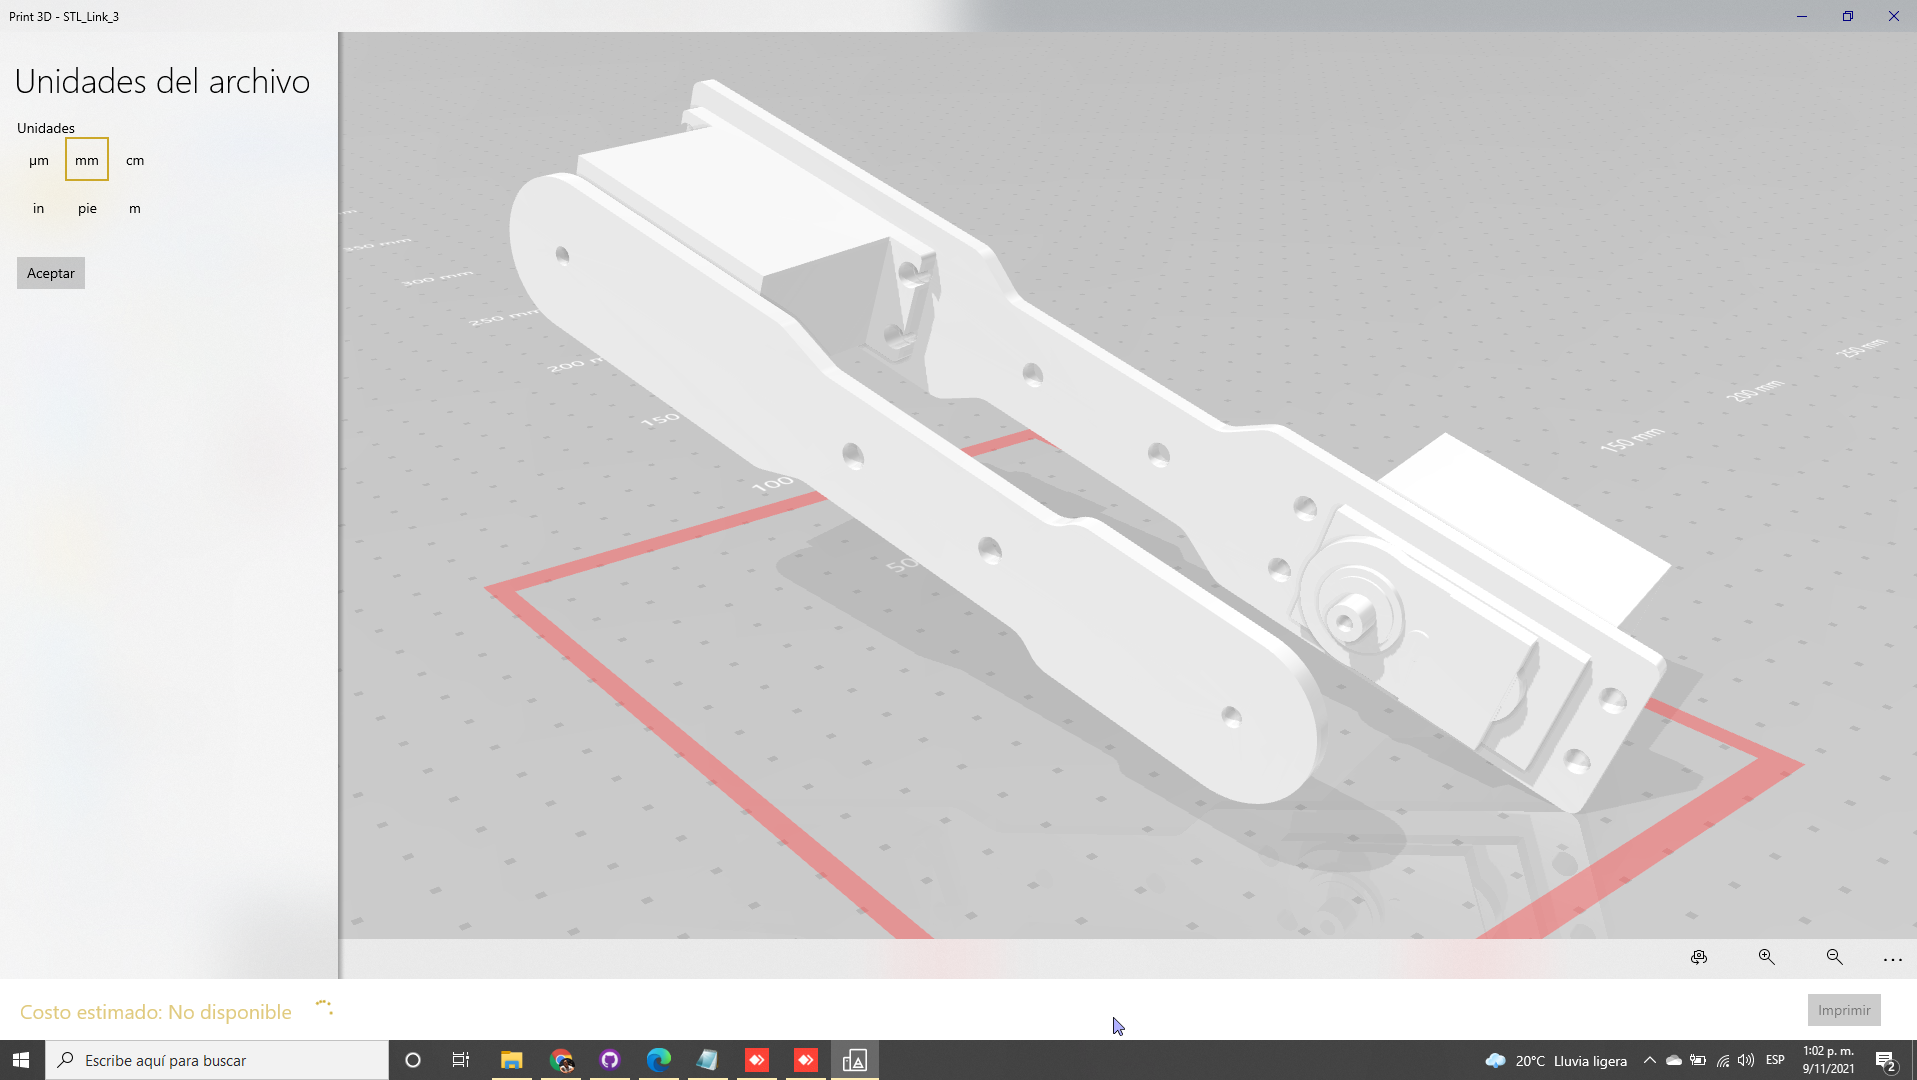 Print 3D - STL_Link_3
Unidades del archivo
Unidades
µm mm cm
in pie m
Aceptar
350 mm
300 mm
250 mm
200 m
150
100
50
150 mm
200 mm
250 mm
Costo estimado: No disponible
Imprimir
Escribe aquí para buscar
20°C Lluvia ligera
ESP
1:02 p. m.
9/11/2021
2